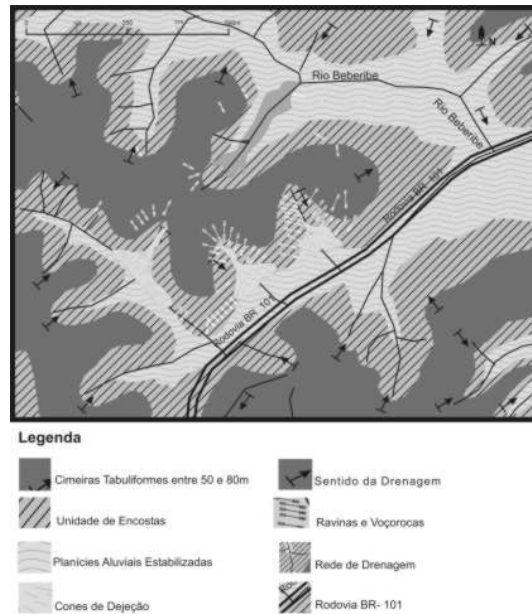 N
Rio Beberibe
Rio Beberibe
Rodovia BR- 101
Rodovia BR 101
Legenda
Cimeiras Tabuliformes entre 50 e 80m
Sentido da Drenagem
Unidade de Encostas
Ravinas e Voçorocas
Planícies Aluviais Estabilizadas
Rede de Drenagem
Cones de Dejeção
Rodovia BR- 101